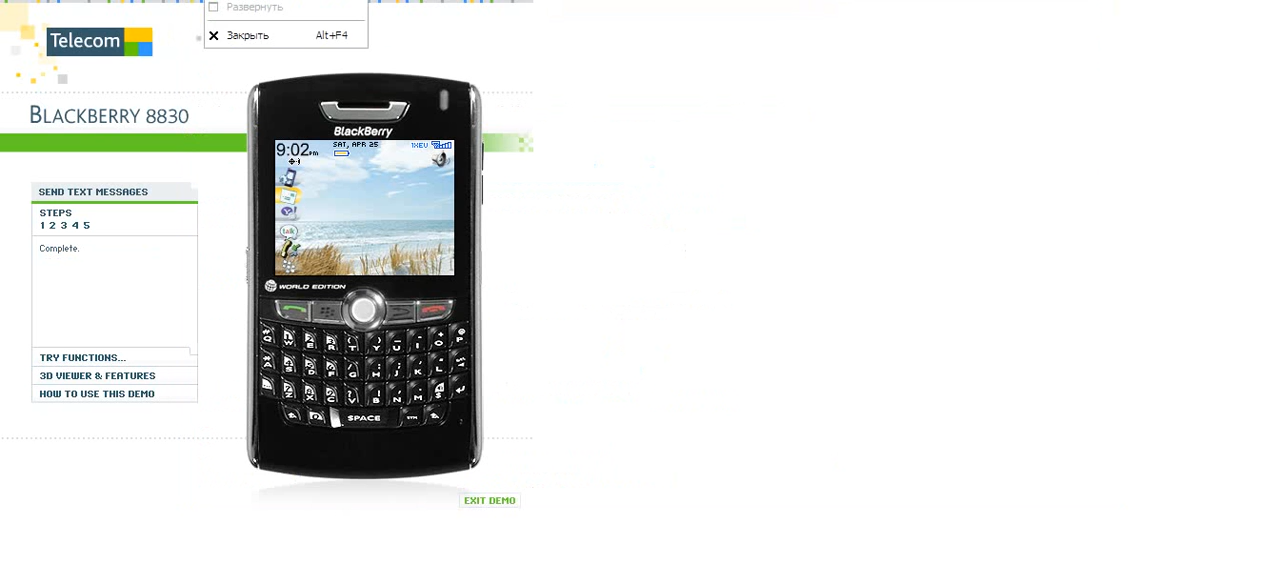 Развернуть
Закрыть Alt+F4
Telecom
BLACKBERRY 8830
BlackBerry
9:02PM
SAT, APR 25
1XEV
SEND TEXT MESSAGES
STEPS
1 2 3 4 5
Complete.
talk
WORLD EDITION
TRY FUNCTIONS...
3D VIEWER & FEATURES
HOW TO USE THIS DEMO
SPACE
SYM
EXIT DEMO